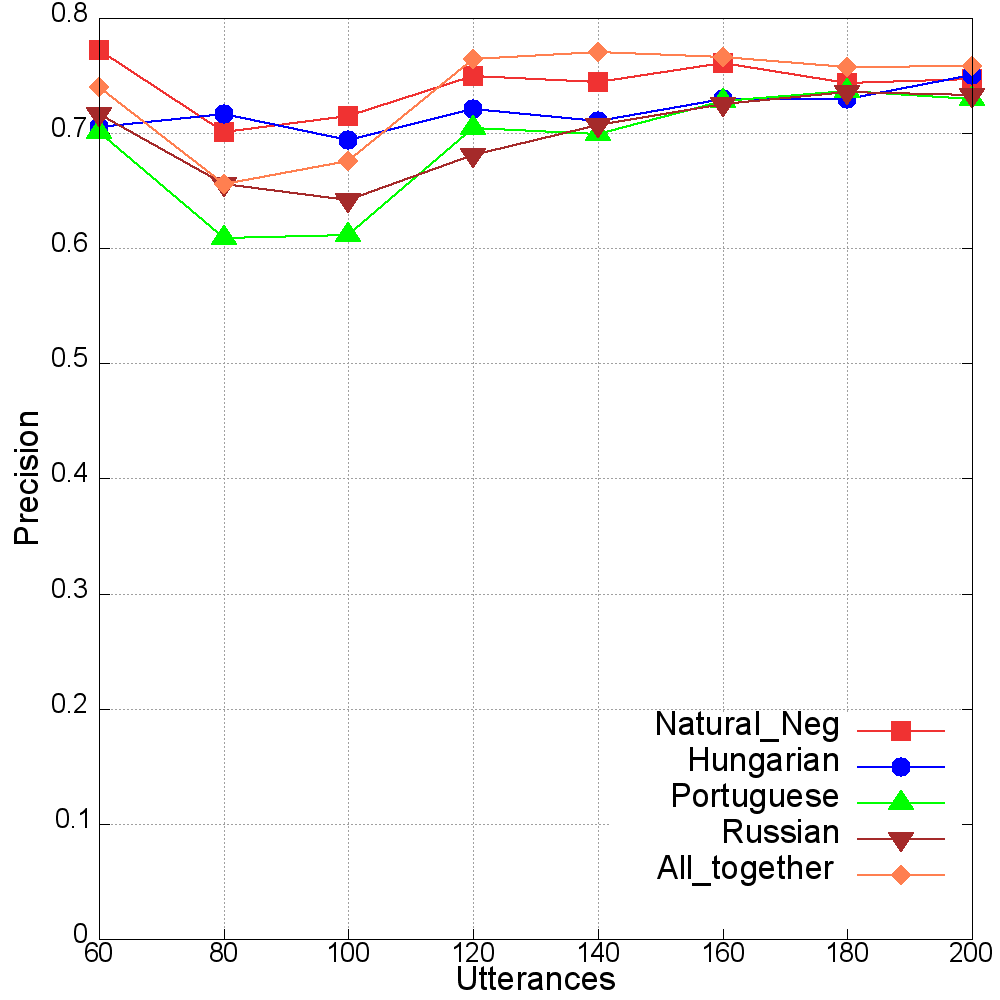 0.8
0.7
0.6
0.5
0.4
0.3
0.2
0.1
0
Precision
Natural_Neg
Hungarian
Portuguese
Russian
All_together
60 80 100 120 140 160 180 200
Utterances